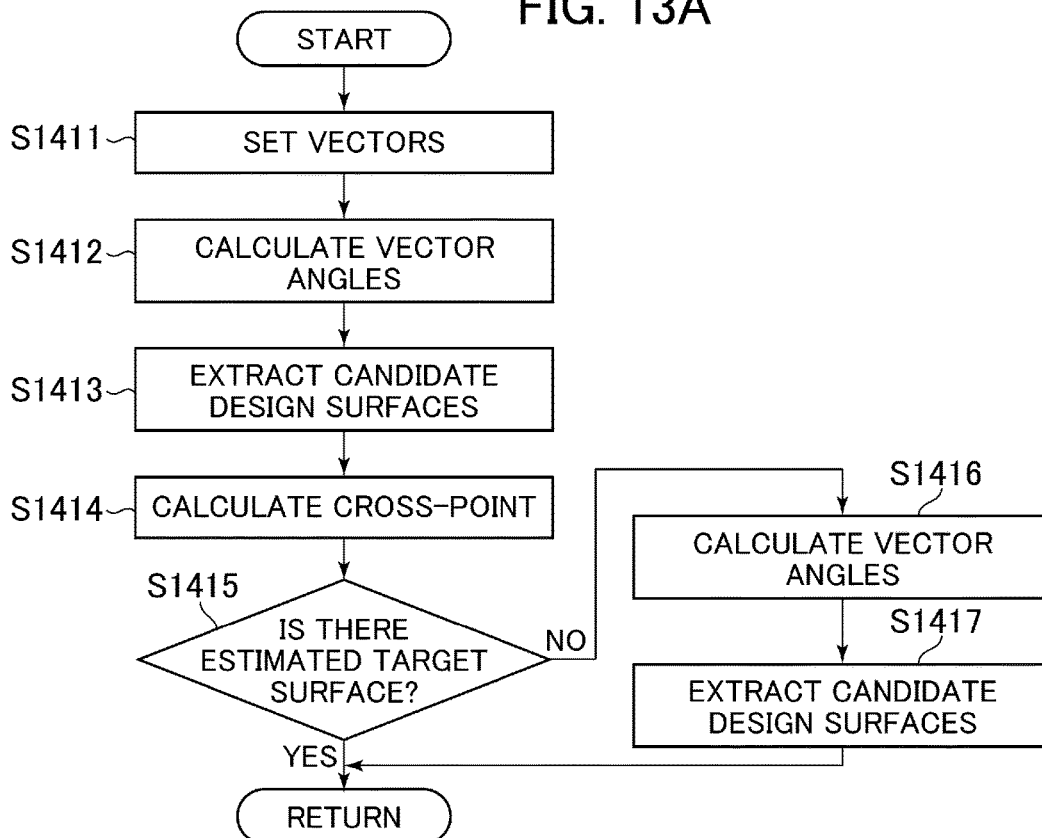 FIG. 13A
START
S1411
SET VECTORS
S1412
CALCULATE VECTOR
ANGLES
S1413
EXTRACT CANDIDATE
DESIGN SURFACES
S1414
CALCULATE CROSS-POINT
S1415
IS THERE
ESTIMATED TARGET
SURFACE?
NO
YES
S1416
CALCULATE VECTOR
ANGLES
S1417
EXTRACT CANDIDATE
DESIGN SURFACES
RETURN